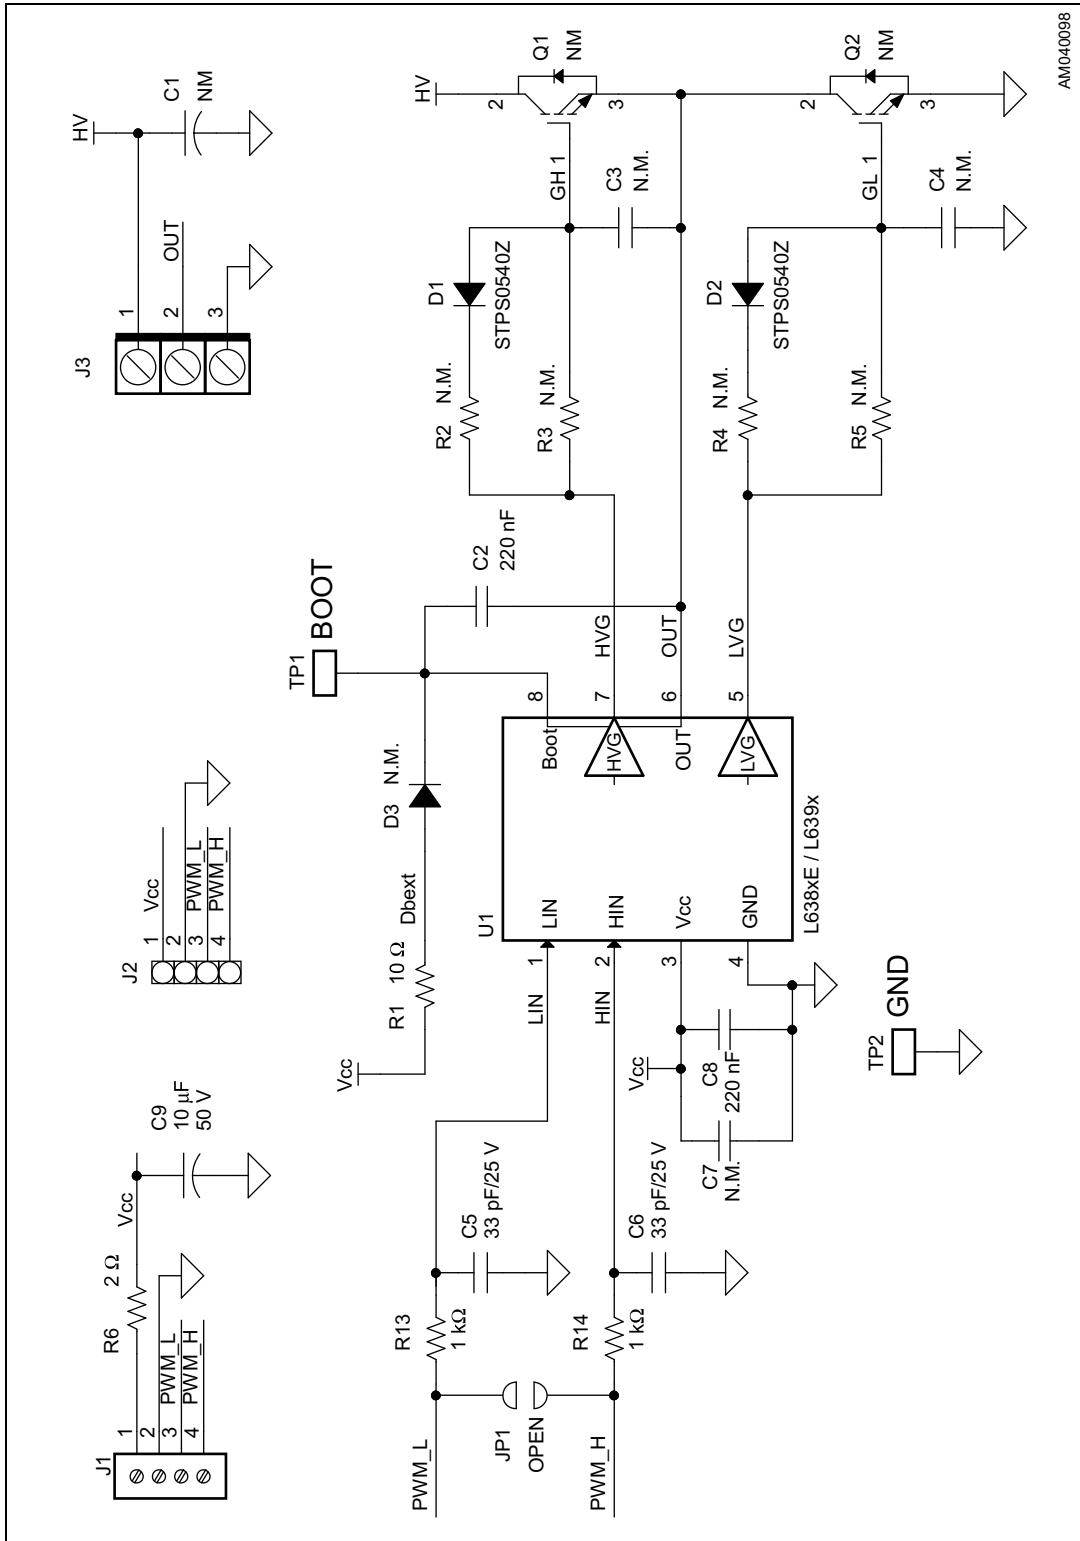 J1
1
2
3
4
PWM_L
PWM_H
R6
2 Ω
Vcc
C9
10 µF
50 V
J2
1
2
3
4
Vcc
PWM_L
PWM_H
J3
1
2
3
OUT
HV
C1
NM
Vcc
R1
10 Ω
Dbext
D3
N.M.
TP1
BOOT
C2
220 nF
PWM_L
PWM_H
JP1
OPEN
R13
1 kΩ
C5
33 pF/25 V
R14
1 kΩ
C6
33 pF/25 V
LIN
1
HIN
2
3
4
Vcc
C7
N.M.
C8
220 nF
TP2
GND
U1
LIN
HIN
Vcc
GND
L638xE / L639x
Boot
HVG
OUT
LVG
8
7
6
5
HVG
OUT
LVG
R2
N.M.
D1
STPS0540Z
R3
N.M.
GH 1
C3
N.M.
HV
2
3
Q1
NM
R4
N.M.
D2
STPS0540Z
R5
N.M.
GL 1
C4
N.M.
2
3
Q2
NM
AM040098